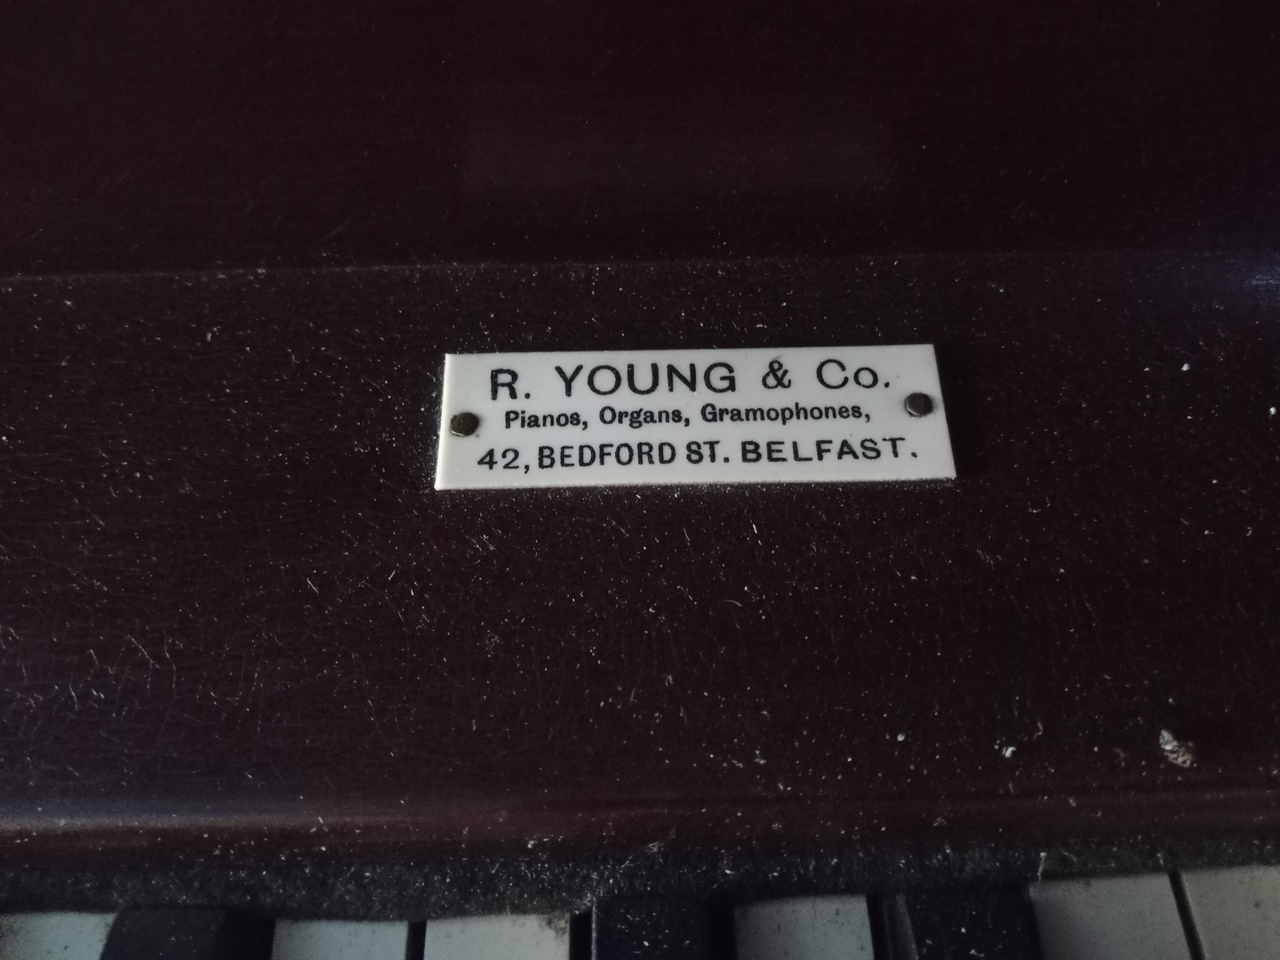 R. YOUNG & Co.
Pianos, Organs, Gramophones,
42, BEDFORD ST. BELFAST.